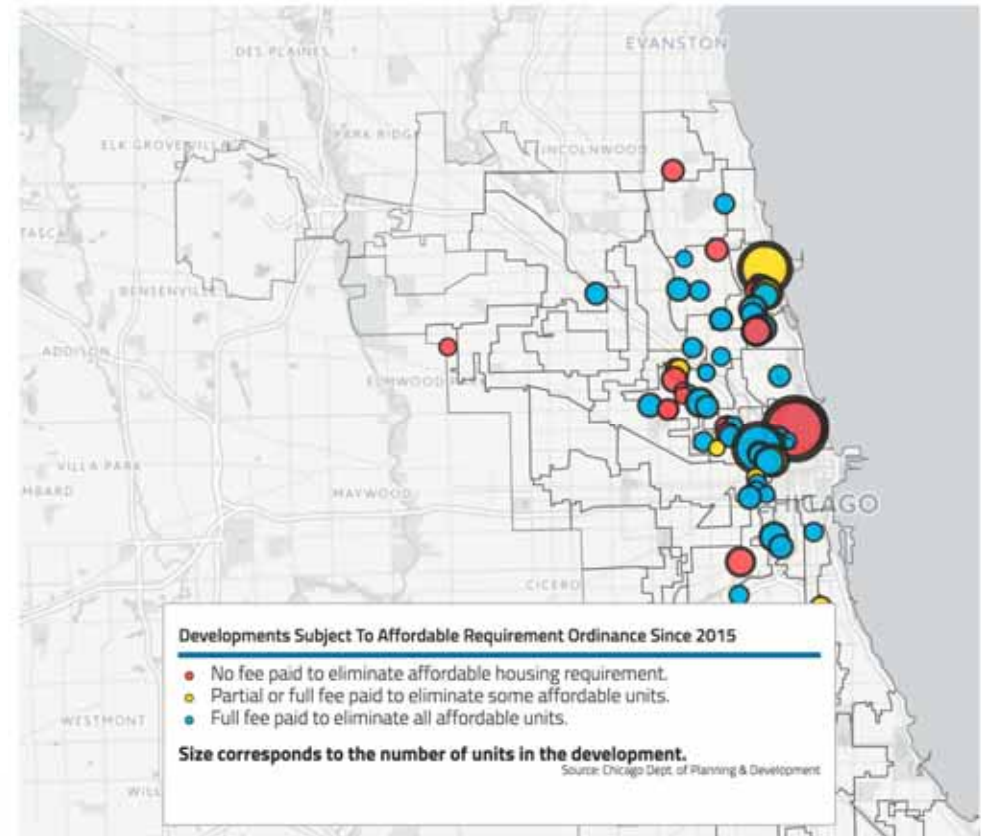 EVANSTON
DES PLAINES
PARK RIDGE
ELK GROVE VILLAGE
LINCOLNWOOD
ITASCA
BENSENVILLE
ADDISON
ELMWOOD PARK
VILLA PARK
MBARD
MAYWOOD
CHICAGO
CICERO
Developments Subject To Affordable Requirement Ordinance Since 2015
No fee paid to eliminate affordable housing requirement.
Partial or full fee paid to eliminate some affordable units.
Full fee paid to eliminate all affordable units.
WESTMONT
Size corresponds to the number of units in the development.
Source: Chicago Dept. of Planning & Development
WILL